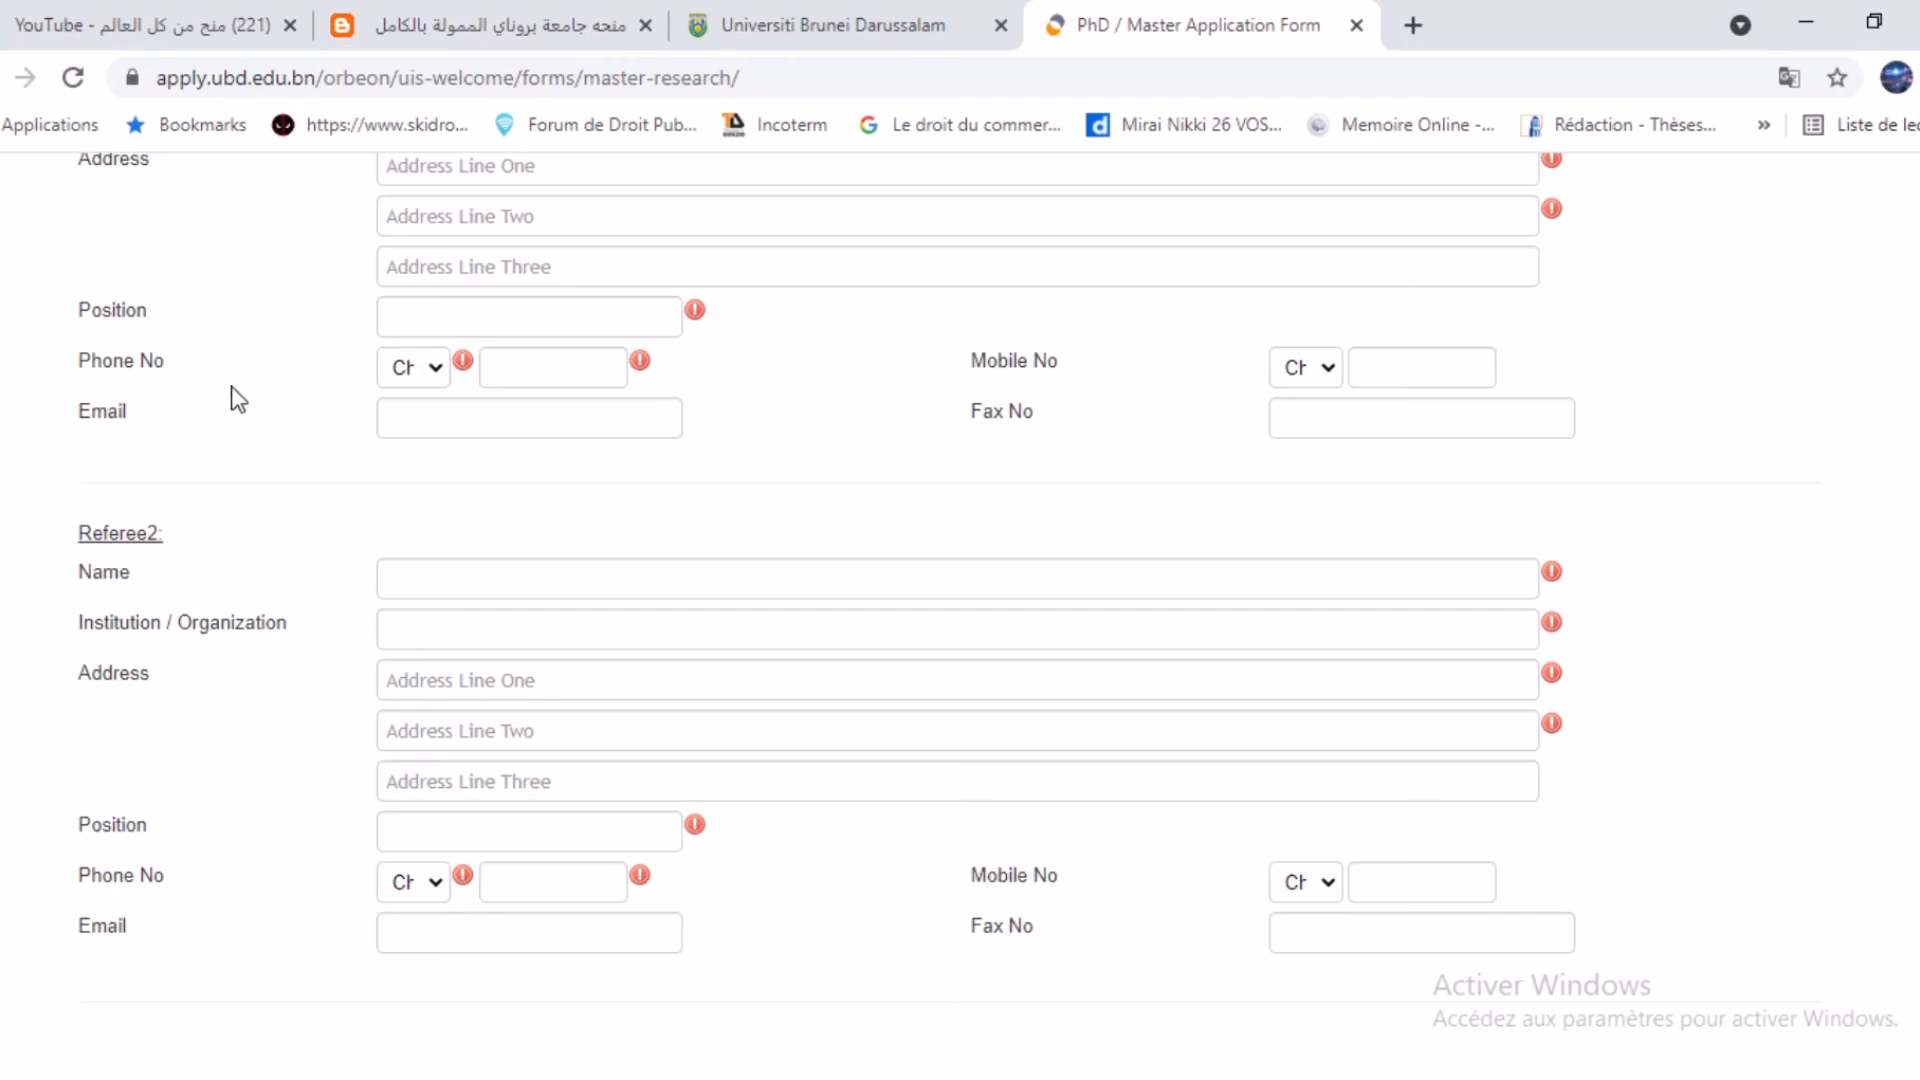 (221) منح من كل العالم - YouTube
منحه جامعة بروناي الممولة بالكامل
Universiti Brunei Darussalam
PhD / Master Application Form
apply.ubd.edu.bn/orbeon/uis-welcome/forms/master-research/
Applications
Bookmarks
https://www.skidro...
Forum de Droit Pub...
Incoterm
Le droit du commer...
Mirai Nikki 26 VOS...
Memoire Online -...
Rédaction - Thèses...
»
Liste de lec
Address
Address Line One
Address Line Two
Address Line Three
Position
Phone No
Ch
Mobile No
Ch
Email
Fax No
Referee2:
Name
Institution / Organization
Address
Address Line One
Address Line Two
Address Line Three
Position
Phone No
Ch
Mobile No
Ch
Email
Fax No
Activer Windows
Accédez aux paramètres pour activer Windows.